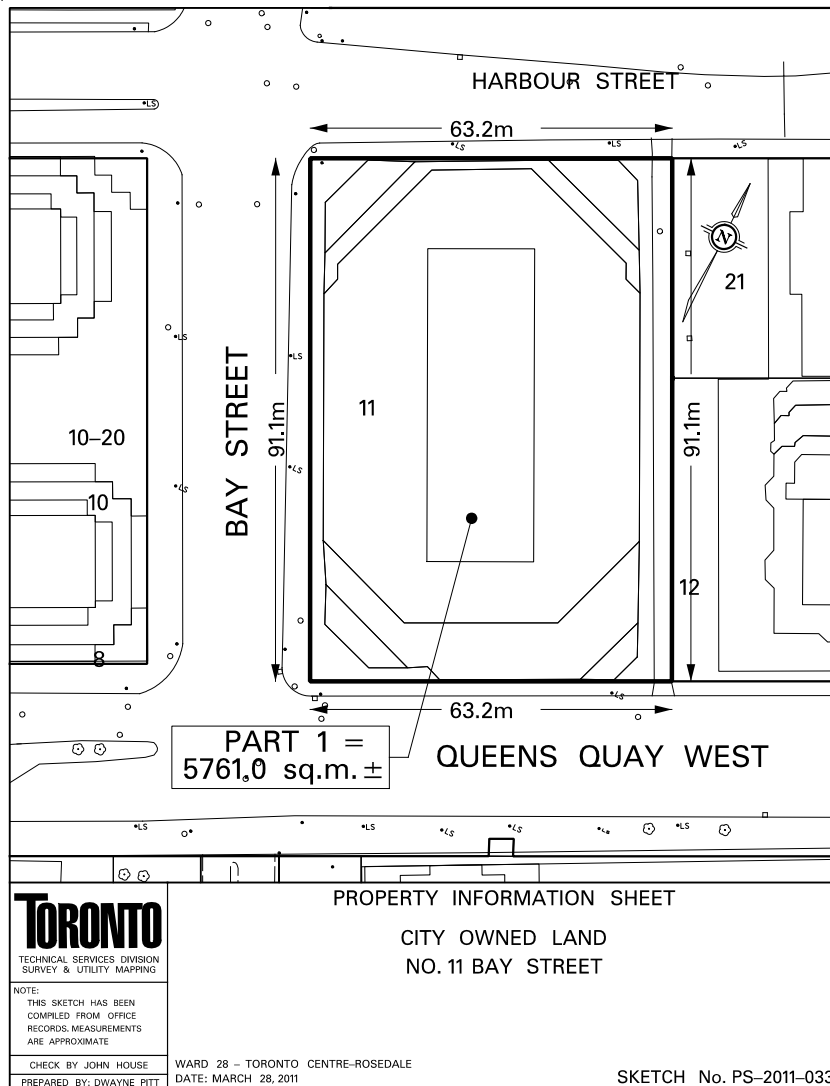 LS
HARBOUR STREET
63.2m
LS
LS
LS
N
21
LS
BAY STREET
LS
91.1m
11
91.1m
10–20
LS
LS
10
12
8
LS
63.2m
PART 1 =
5761.0 sq.m. ±
QUEENS QUAY WEST
LS
LS
LS
LS
LS
LS
PROPERTY INFORMATION SHEET
CITY OWNED LAND
NO. 11 BAY STREET
TORONTO
TECHNICAL SERVICES DIVISION
SURVEY & UTILITY MAPPING
NOTE:
THIS SKETCH HAS BEEN
COMPILED FROM OFFICE
RECORDS. MEASUREMENTS
ARE APPROXIMATE
CHECK BY JOHN HOUSE
PREPARED BY: DWAYNE PITT
WARD 28 – TORONTO CENTRE–ROSEDALE
DATE: MARCH 28, 2011
SKETCH No. PS–2011–033